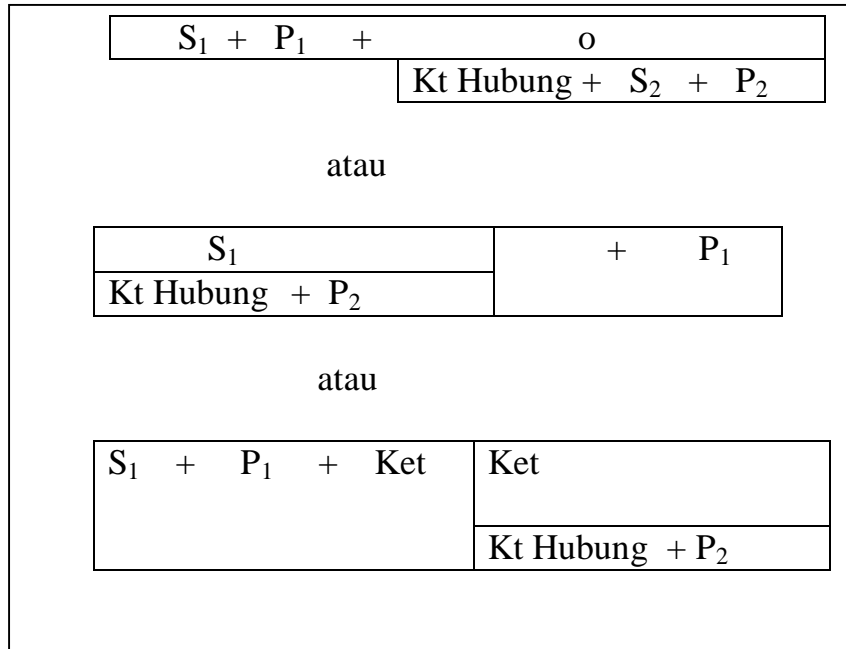 S₁ + P₁ + o
Kt Hubung + S₂ + P₂
atau
S₁ + P₁
Kt Hubung + P₂
atau
S₁ + P₁ + Ket Ket
Kt Hubung + P₂